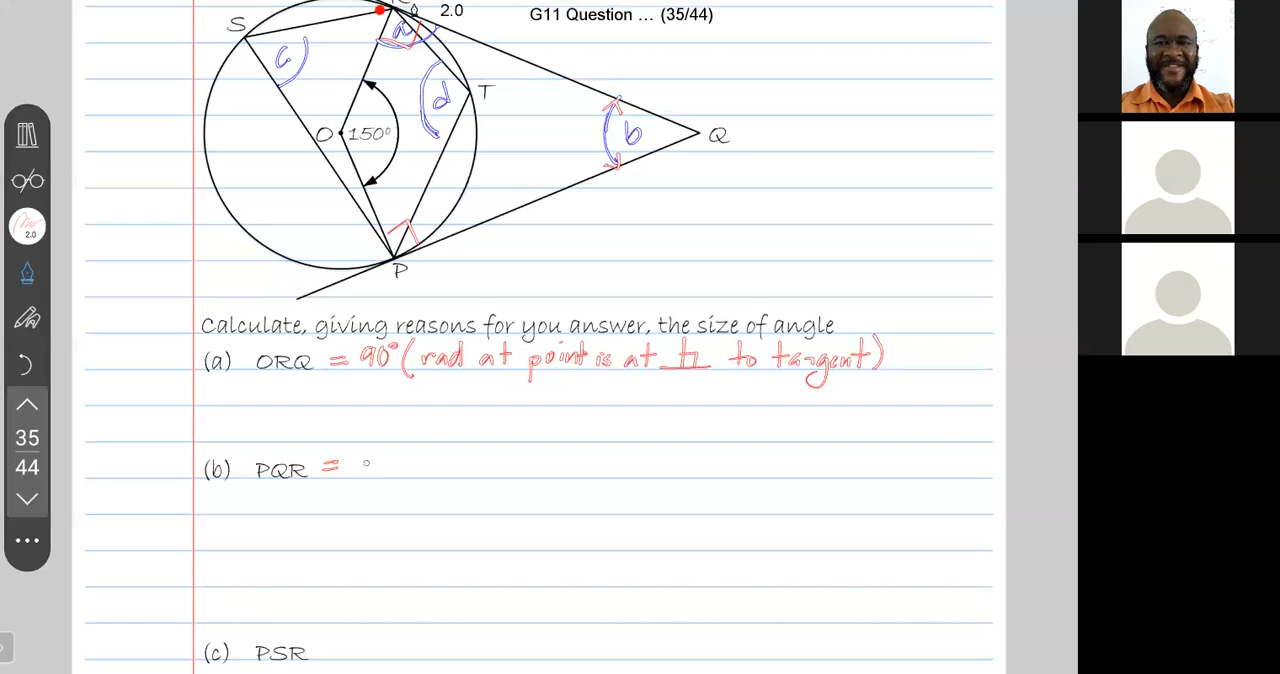 2.0
G11 Question … (35/44)
S
a
c
d
T
O
150°
b
Q
P
Calculate, giving reasons for you answer, the size of angle
(a) ORQ = 90° (rad at point is at to tangent)
(b) PQR =
(c) PSR
2.0
35
44